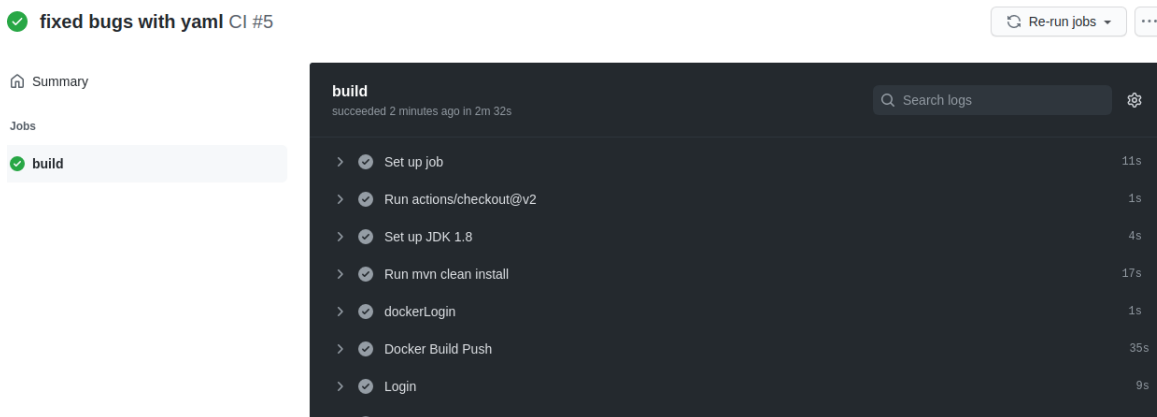 fixed bugs with yaml CI #5
Re-run jobs
Summary
Jobs
build
build
succeeded 2 minutes ago in 2m 32s
Search logs
Set up job 11s
Run actions/checkout@v2 1s
Set up JDK 1.8 4s
Run mvn clean install 17s
dockerLogin 1s
Docker Build Push 35s
Login 9s